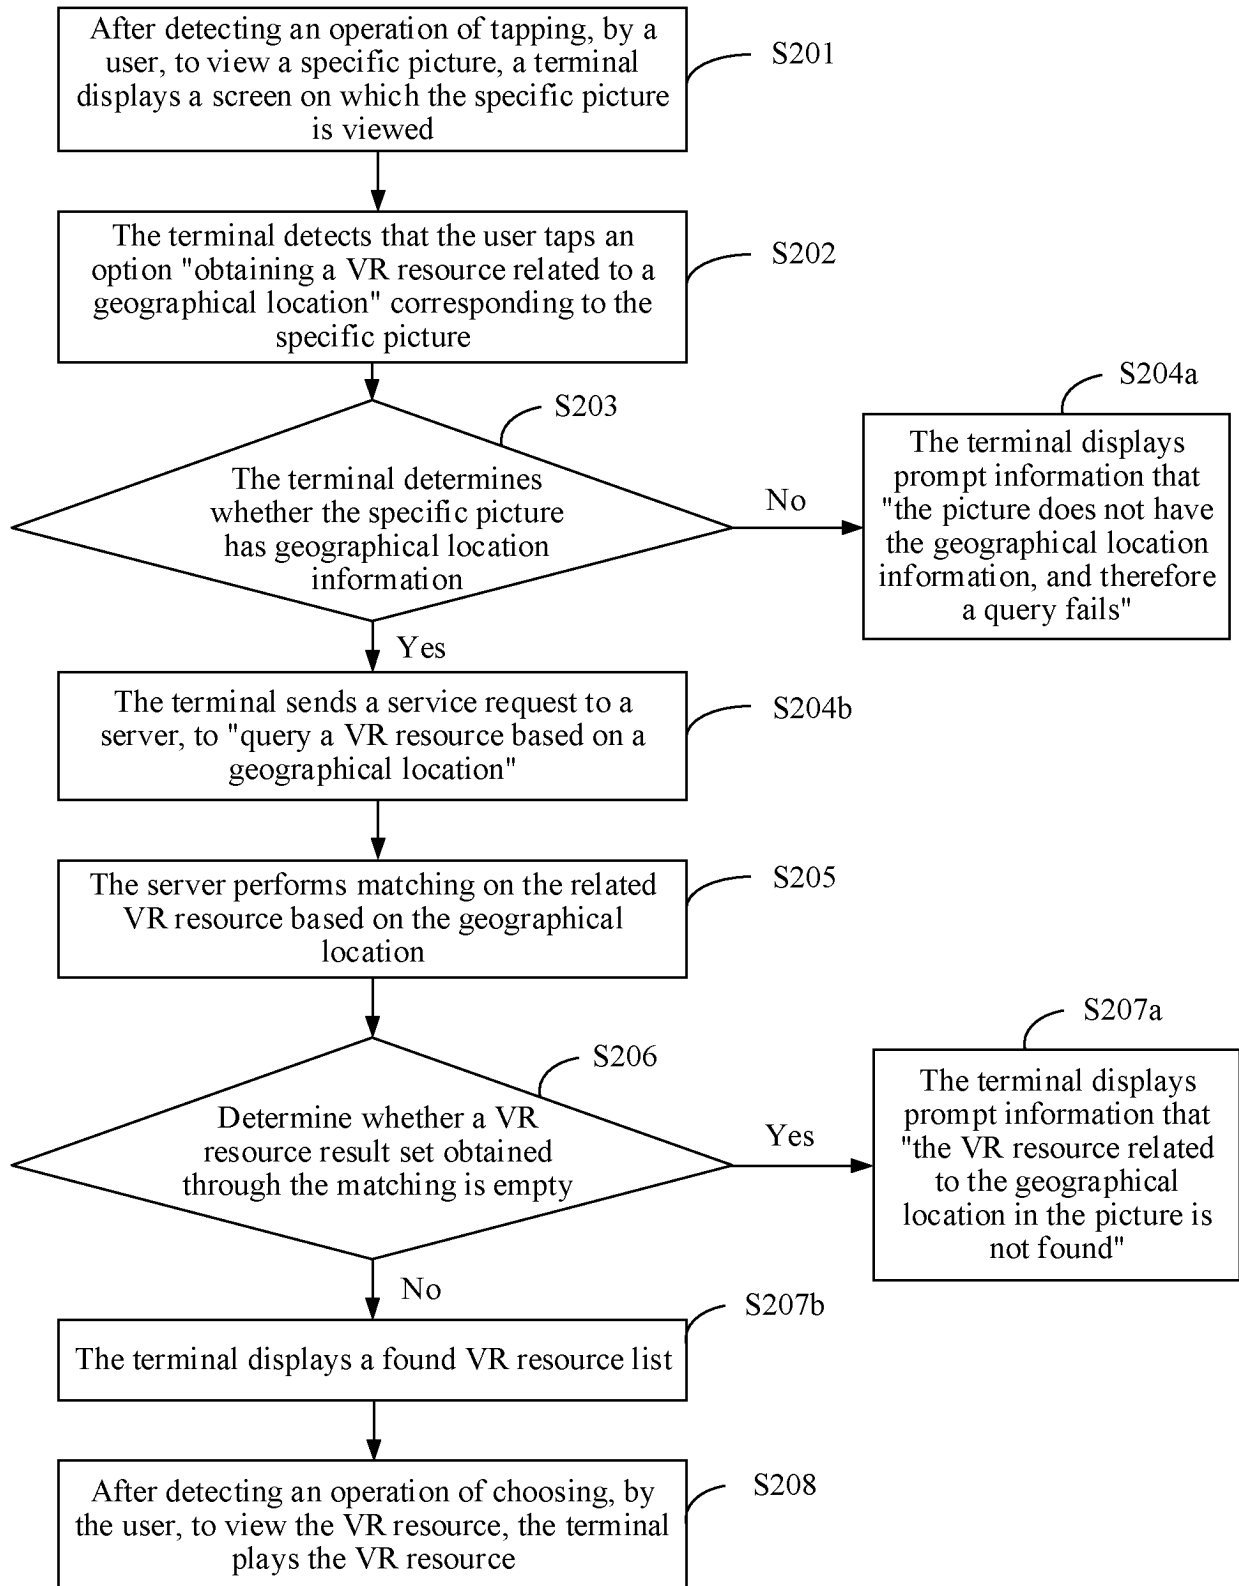 After detecting an operation of tapping, by a
user, to view a specific picture, a terminal
displays a screen on which the specific picture
is viewed
S201
The terminal detects that the user taps an
option "obtaining a VR resource related to a
geographical location" corresponding to the
specific picture
S202
S203
The terminal determines
whether the specific picture
has geographical location
information
No
S204a
The terminal displays
prompt information that
"the picture does not have
the geographical location
information, and therefore
a query fails"
Yes
The terminal sends a service request to a
server, to "query a VR resource based on a
geographical location"
S204b
The server performs matching on the related
VR resource based on the geographical
location
S205
S206
Determine whether a VR
resource result set obtained
through the matching is empty
Yes
S207a
The terminal displays
prompt information that
"the VR resource related
to the geographical
location in the picture is
not found"
No
S207b
The terminal displays a found VR resource list
After detecting an operation of choosing, by
the user, to view the VR resource, the terminal
plays the VR resource
S208